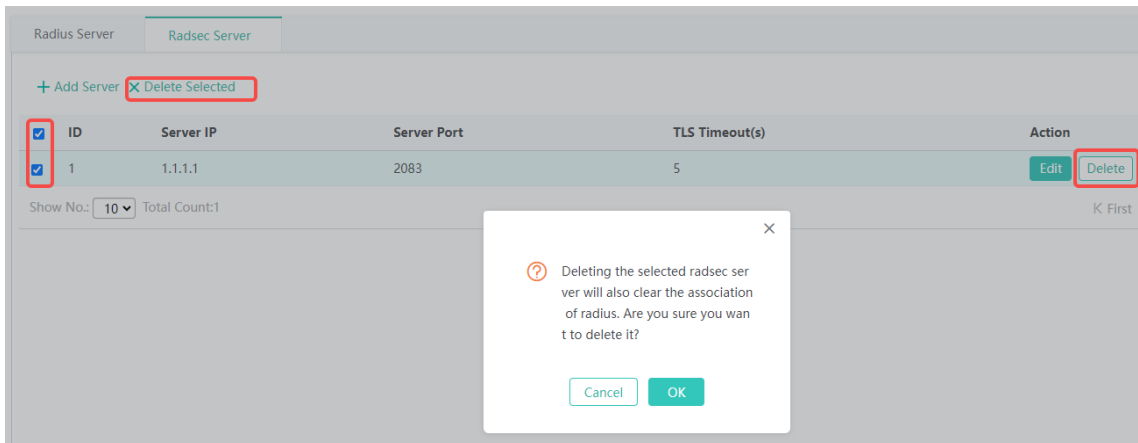 Radius Server Radsec Server
Add Server Delete Selected
ID Server IP Server Port TLS Timeout(s) Action
1 1.1.1.1 2083 5 Edit Delete
Show No.: 10 Total Count:1 First
Deleting the selected radsec ser
ver will also clear the association
of radius. Are you sure you wan
t to delete it?
Cancel OK